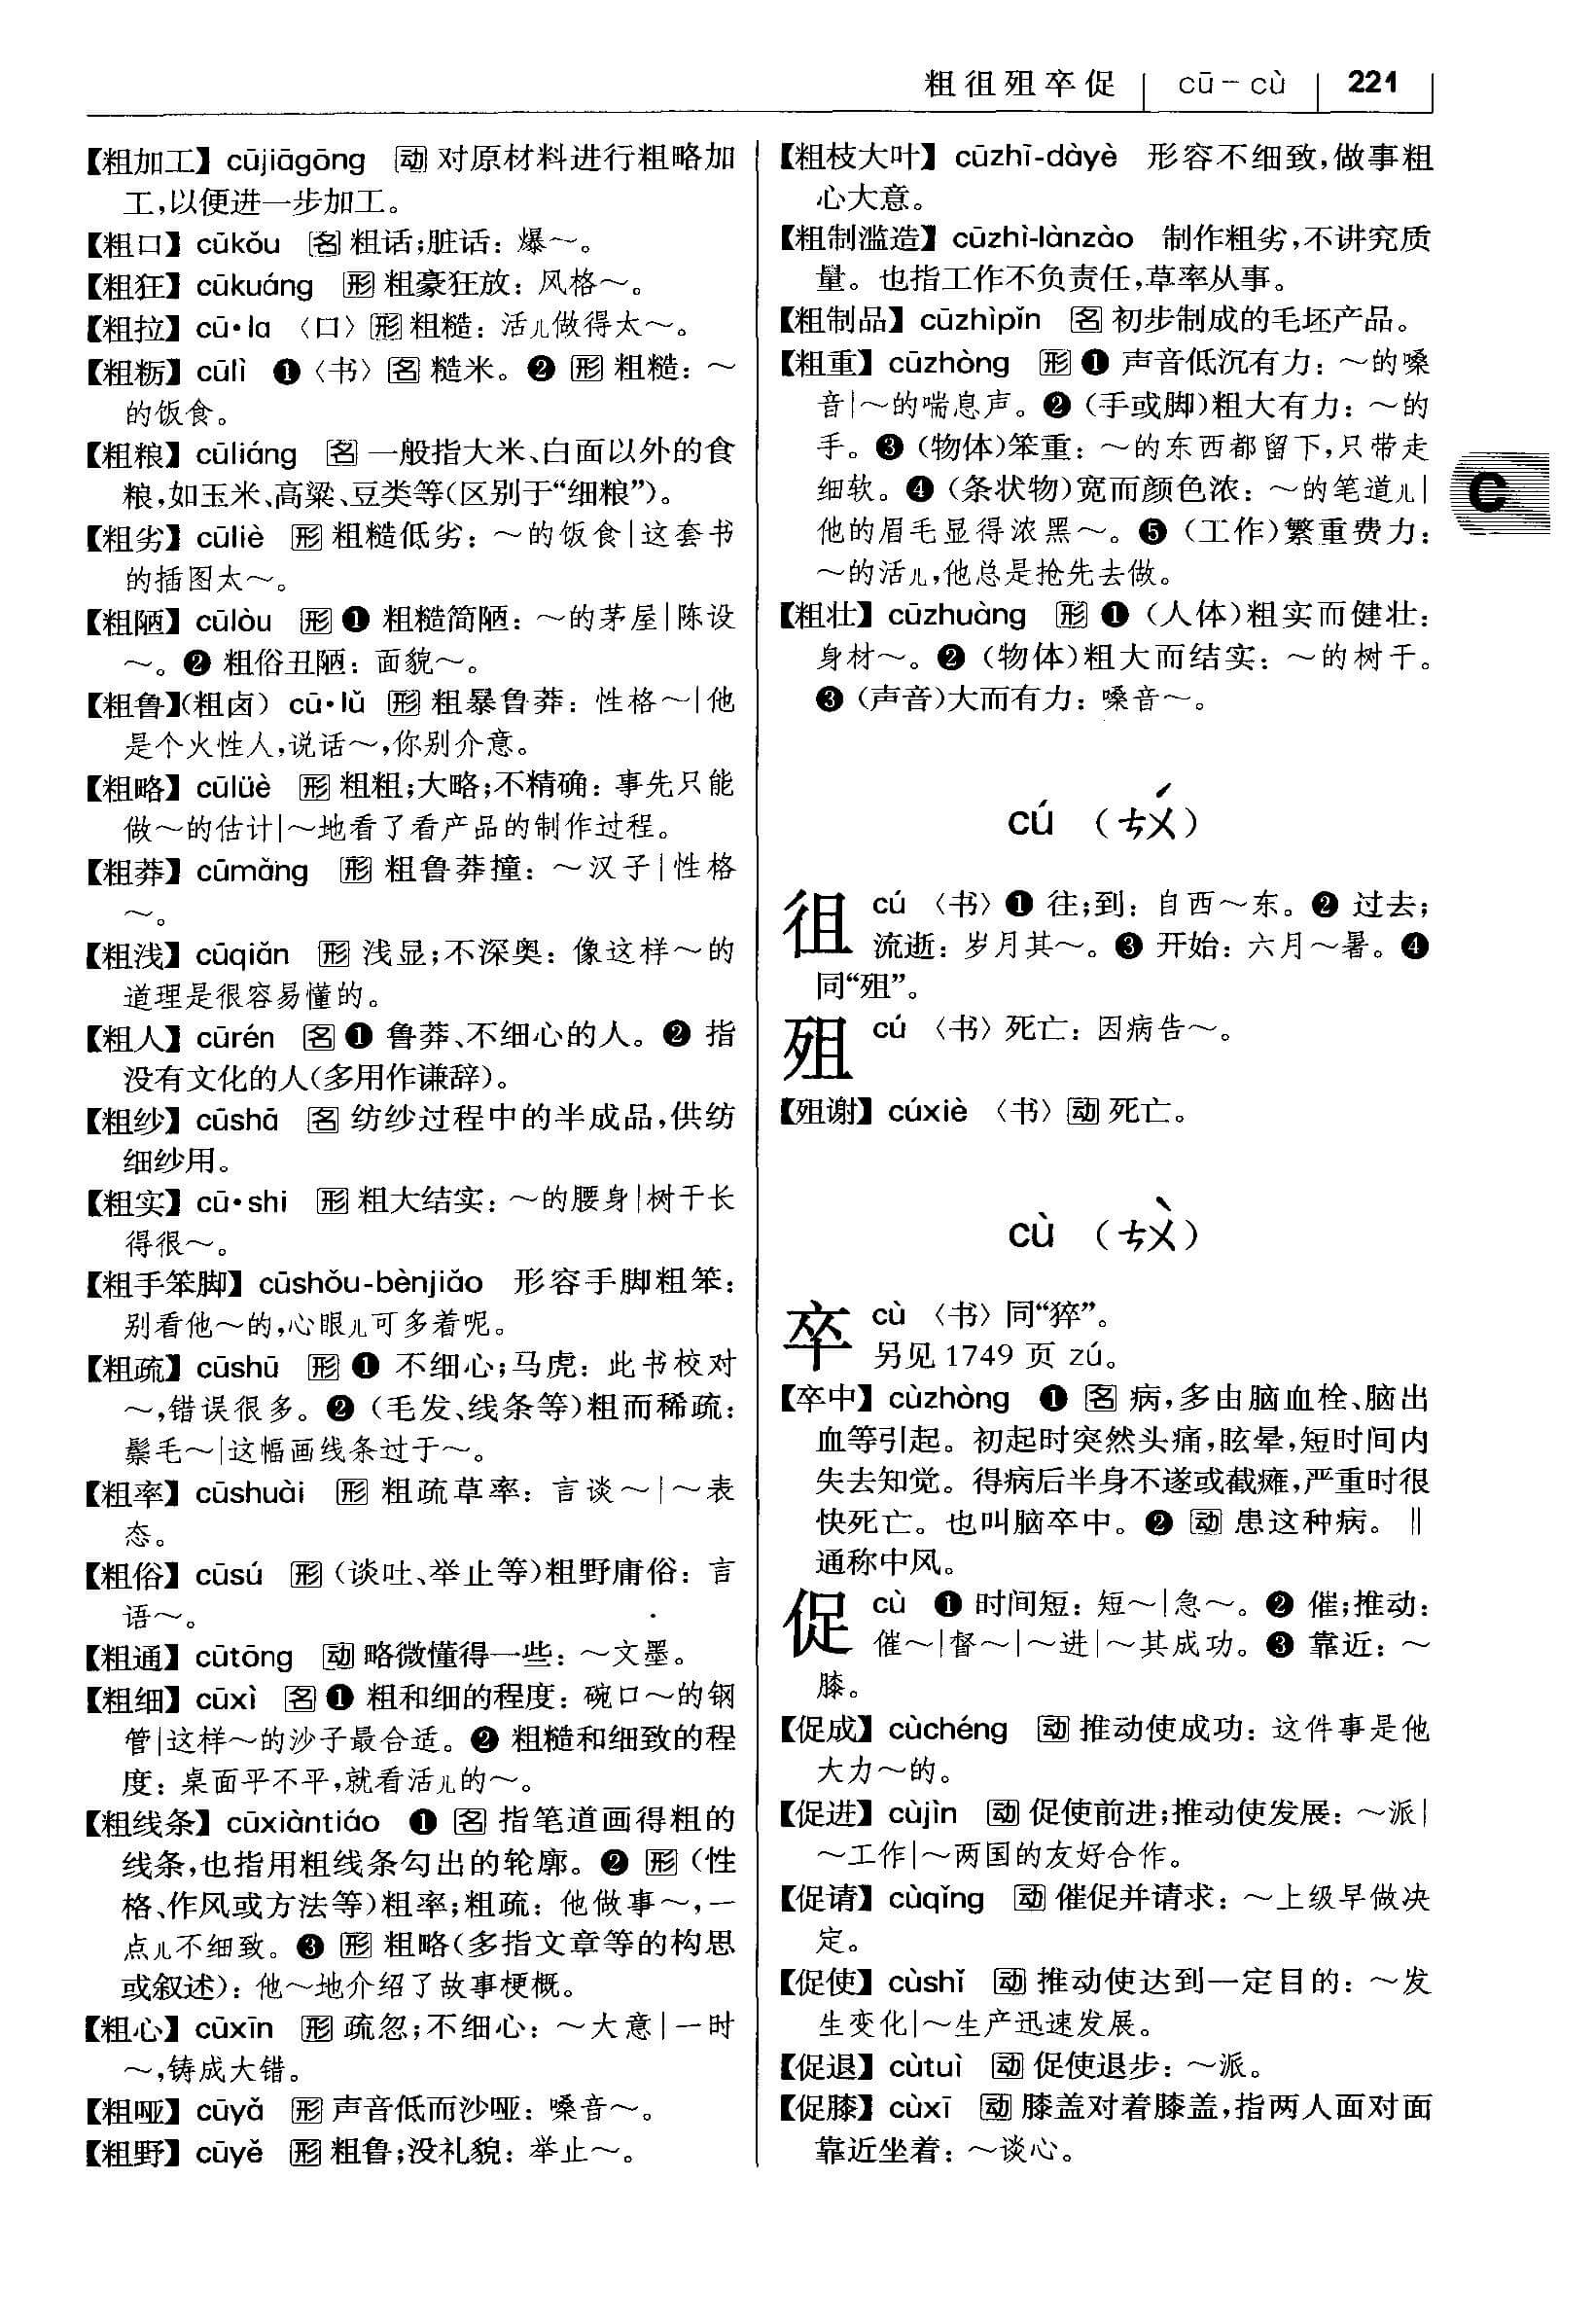 粗徂殂卒促 | cū – cù | 221
【粗加工】 cūjiāgōng 动 对原材料进行粗略加
工,以便进一步加工。
【粗口】 cūkǒu 名 粗话;脏话：爆～。
【粗狂】 cūkuáng 形 粗豪狂放：风格～。
【粗拉】 cū·la 〈口〉 形 粗糙：活儿做得太～。
【粗粝】 cūlì ❶〈书〉 名 糙米。❷ 形 粗糙：～
的饭食。
【粗粮】 cūliáng 名 一般指大米、白面以外的食
粮,如玉米、高粱、豆类等(区别于“细粮”)。
【粗劣】 cūliè 形 粗糙低劣：～的饭食|这套书
的插图太～。
【粗陋】 cūlòu 形 ❶ 粗糙简陋：～的茅屋|陈设
～。❷ 粗俗丑陋：面貌～。
【粗鲁】(粗卤) cū·lǔ 形 粗暴鲁莽：性格～|他
是个火性人,说话～,你别介意。
【粗略】 cūlüè 形 粗粗;大略;不精确：事先只能
做～的估计|～地看了看产品的制作过程。
【粗莽】 cūmǎng 形 粗鲁莽撞：～汉子|性格
～。
【粗浅】 cūqiǎn 形 浅显;不深奥：像这样～的
道理是很容易懂的。
【粗人】 cūrén 名 ❶ 鲁莽、不细心的人。❷ 指
没有文化的人(多用作谦辞)。
【粗纱】 cūshā 名 纺纱过程中的半成品,供纺
细纱用。
【粗实】 cū·shi 形 粗大结实：～的腰身|树干长
得很～。
【粗手笨脚】 cūshǒu-bènjiǎo 形容手脚粗笨：
别看他～的,心眼儿可多着呢。
【粗疏】 cūshū 形 ❶ 不细心;马虎：此书校对
～,错误很多。❷ (毛发、线条等)粗而稀疏：
鬃毛～|这幅画线条过于～。
【粗率】 cūshuài 形 粗疏草率：言谈～|～表
态。
【粗俗】 cūsú 形 (谈吐、举止等)粗野庸俗：言
语～。
【粗通】 cūtōng 动 略微懂得一些：～文墨。
【粗细】 cūxì 名 ❶ 粗和细的程度：碗口～的钢
管|这样～的沙子最合适。❷ 粗糙和细致的程
度：桌面平不平,就看活儿的～。
【粗线条】 cūxiàntiáo ❶ 名 指笔道画得粗的
线条,也指用粗线条勾出的轮廓。❷ 形 (性
格、作风或方法等)粗率;粗疏：他做事～,一
点儿不细致。❸ 形 粗略(多指文章等的构思
或叙述)：他～地介绍了故事梗概。
【粗心】 cūxīn 形 疏忽;不细心：～大意|一时
～,铸成大错。
【粗哑】 cūyǎ 形 声音低而沙哑：嗓音～。
【粗野】 cūyě 形 粗鲁;没礼貌：举止～。
【粗枝大叶】 cūzhī-dàyè 形容不细致,做事粗
心大意。
【粗制滥造】 cūzhì-lànzào 制作粗劣,不讲究质
量。也指工作不负责任,草率从事。
【粗制品】 cūzhìpǐn 名 初步制成的毛坯产品。
【粗重】 cūzhòng 形 ❶ 声音低沉有力：～的嗓
音|～的喘息声。❷ (手或脚)粗大有力：～的
手。❸ (物体)笨重：～的东西都留下,只带走
细软。❹ (条状物)宽而颜色浓：～的笔道儿|
他的眉毛显得浓黑～。❺ (工作)繁重费力：
～的活儿,他总是抢先去做。
【粗壮】 cūzhuàng 形 ❶ (人体)粗实而健壮：
身材～。❷ (物体)粗大而结实：～的树干。
❸ (声音)大而有力：嗓音～。
cú （ㄘㄨˊ）
徂 cú 〈书〉❶ 往;到：自西～东。❷ 过去;
流逝：岁月其～。❸ 开始：六月～暑。❹
同“殂”。
殂 cú 〈书〉死亡：因病告～。
【殂谢】 cúxiè 〈书〉 动 死亡。
cù （ㄘㄨˋ）
卒 cù 〈书〉同“猝”。
另见1749页 zú。
【卒中】 cùzhòng ❶ 名 病,多由脑血栓、脑出
血等引起。初起时突然头痛,眩晕,短时间内
失去知觉。得病后半身不遂或截瘫,严重时很
快死亡。也叫脑卒中。❷ 动 患这种病。‖
通称中风。
促 cù ❶ 时间短：短～|急～。❷ 催;推动：
催～|督～|～进|～其成功。❸ 靠近：～
膝。
【促成】 cùchéng 动 推动使成功：这件事是他
大力～的。
【促进】 cùjìn 动 促使前进;推动使发展：～派|
～工作|～两国的友好合作。
【促请】 cùqǐng 动 催促并请求：～上级早做决
定。
【促使】 cùshǐ 动 推动使达到一定目的：～发
生变化|～生产迅速发展。
【促退】 cùtuì 动 促使退步：～派。
【促膝】 cùxī 动 膝盖对着膝盖,指两人面对面
靠近坐着：～谈心。
C